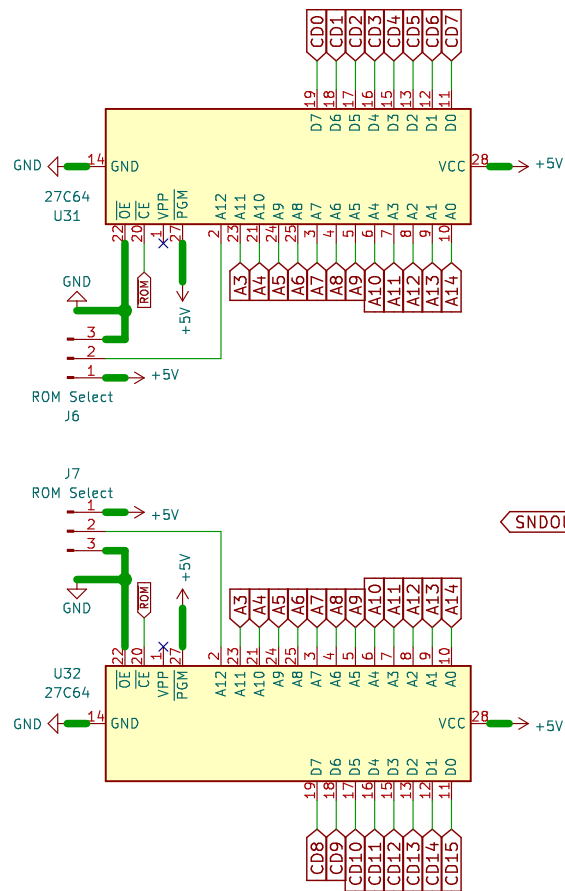 CD0 CD1 CD2 CD3 CD4 CD5 CD6 CD7
19 18 17 16 15 13 12 11
D7 D6 D5 D4 D3 D2 D1 D0
GND 14 GND VCC 28 +5V
27C64
U31
OE CE VPP PGM A12 A11 A10 A9 A8 A7 A6 A5 A4 A3 A2 A1 A0
22 20 1 27 2 23 21 24 25 3 4 5 6 7 8 9 10
ROM A3 A4 A5 A6 A7 A8 A9 A10 A11 A12 A13 A14
GND +5V
3
2
1 +5V
ROM Select
J6
J7
ROM Select
1 +5V
2
3
SNDOU
GND ROM +5V A3 A4 A5 A6 A7 A8 A9 A10 A11 A12 A13 A14
22 20 1 27 2 23 21 24 25 3 4 5 6 7 8 9 10
OE CE VPP PGM A12 A11 A10 A9 A8 A7 A6 A5 A4 A3 A2 A1 A0
U32
27C64
GND 14 GND VCC 28 +5V
D7 D6 D5 D4 D3 D2 D1 D0
19 18 17 16 15 13 12 11
CD8 CD9 CD10 CD11 CD12 CD13 CD14 CD15